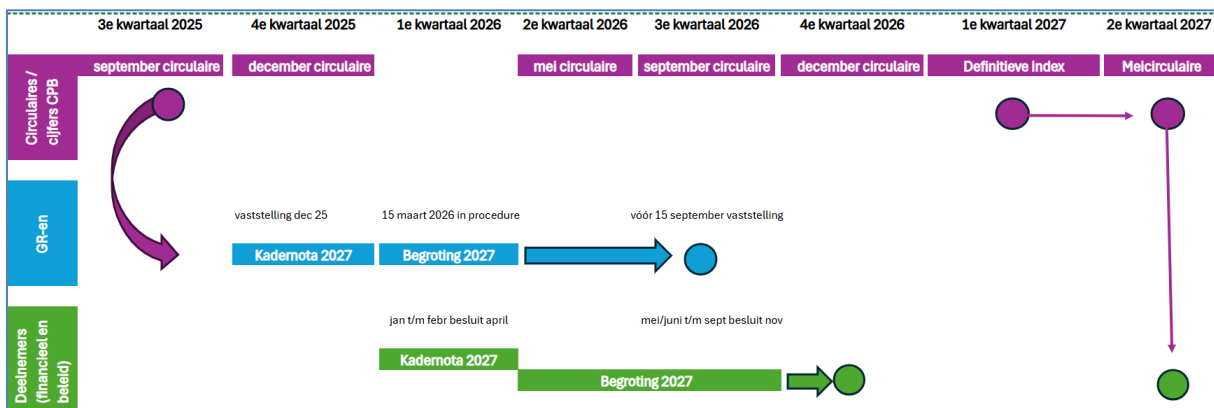 3e kwartaal 2025 4e kwartaal 2025 1e kwartaal 2026 2e kwartaal 2026 3e kwartaal 2026 4e kwartaal 2026 1e kwartaal 2027 2e kwartaal 2027
Circulaires /
cijfers CPB
september circulaire december circulaire mei circulaire september circulaire december circulaire Definitieve index Meicirculaire
GR-en
vaststelling dec 25 15 maart 2026 in procedure vóór 15 september vaststelling
Kadernota 2027 Begroting 2027
Deelnemers
(financieel en
beleid)
jan t/m febr besluit april mei/juni t/m sept besluit nov
Kadernota 2027
Begroting 2027